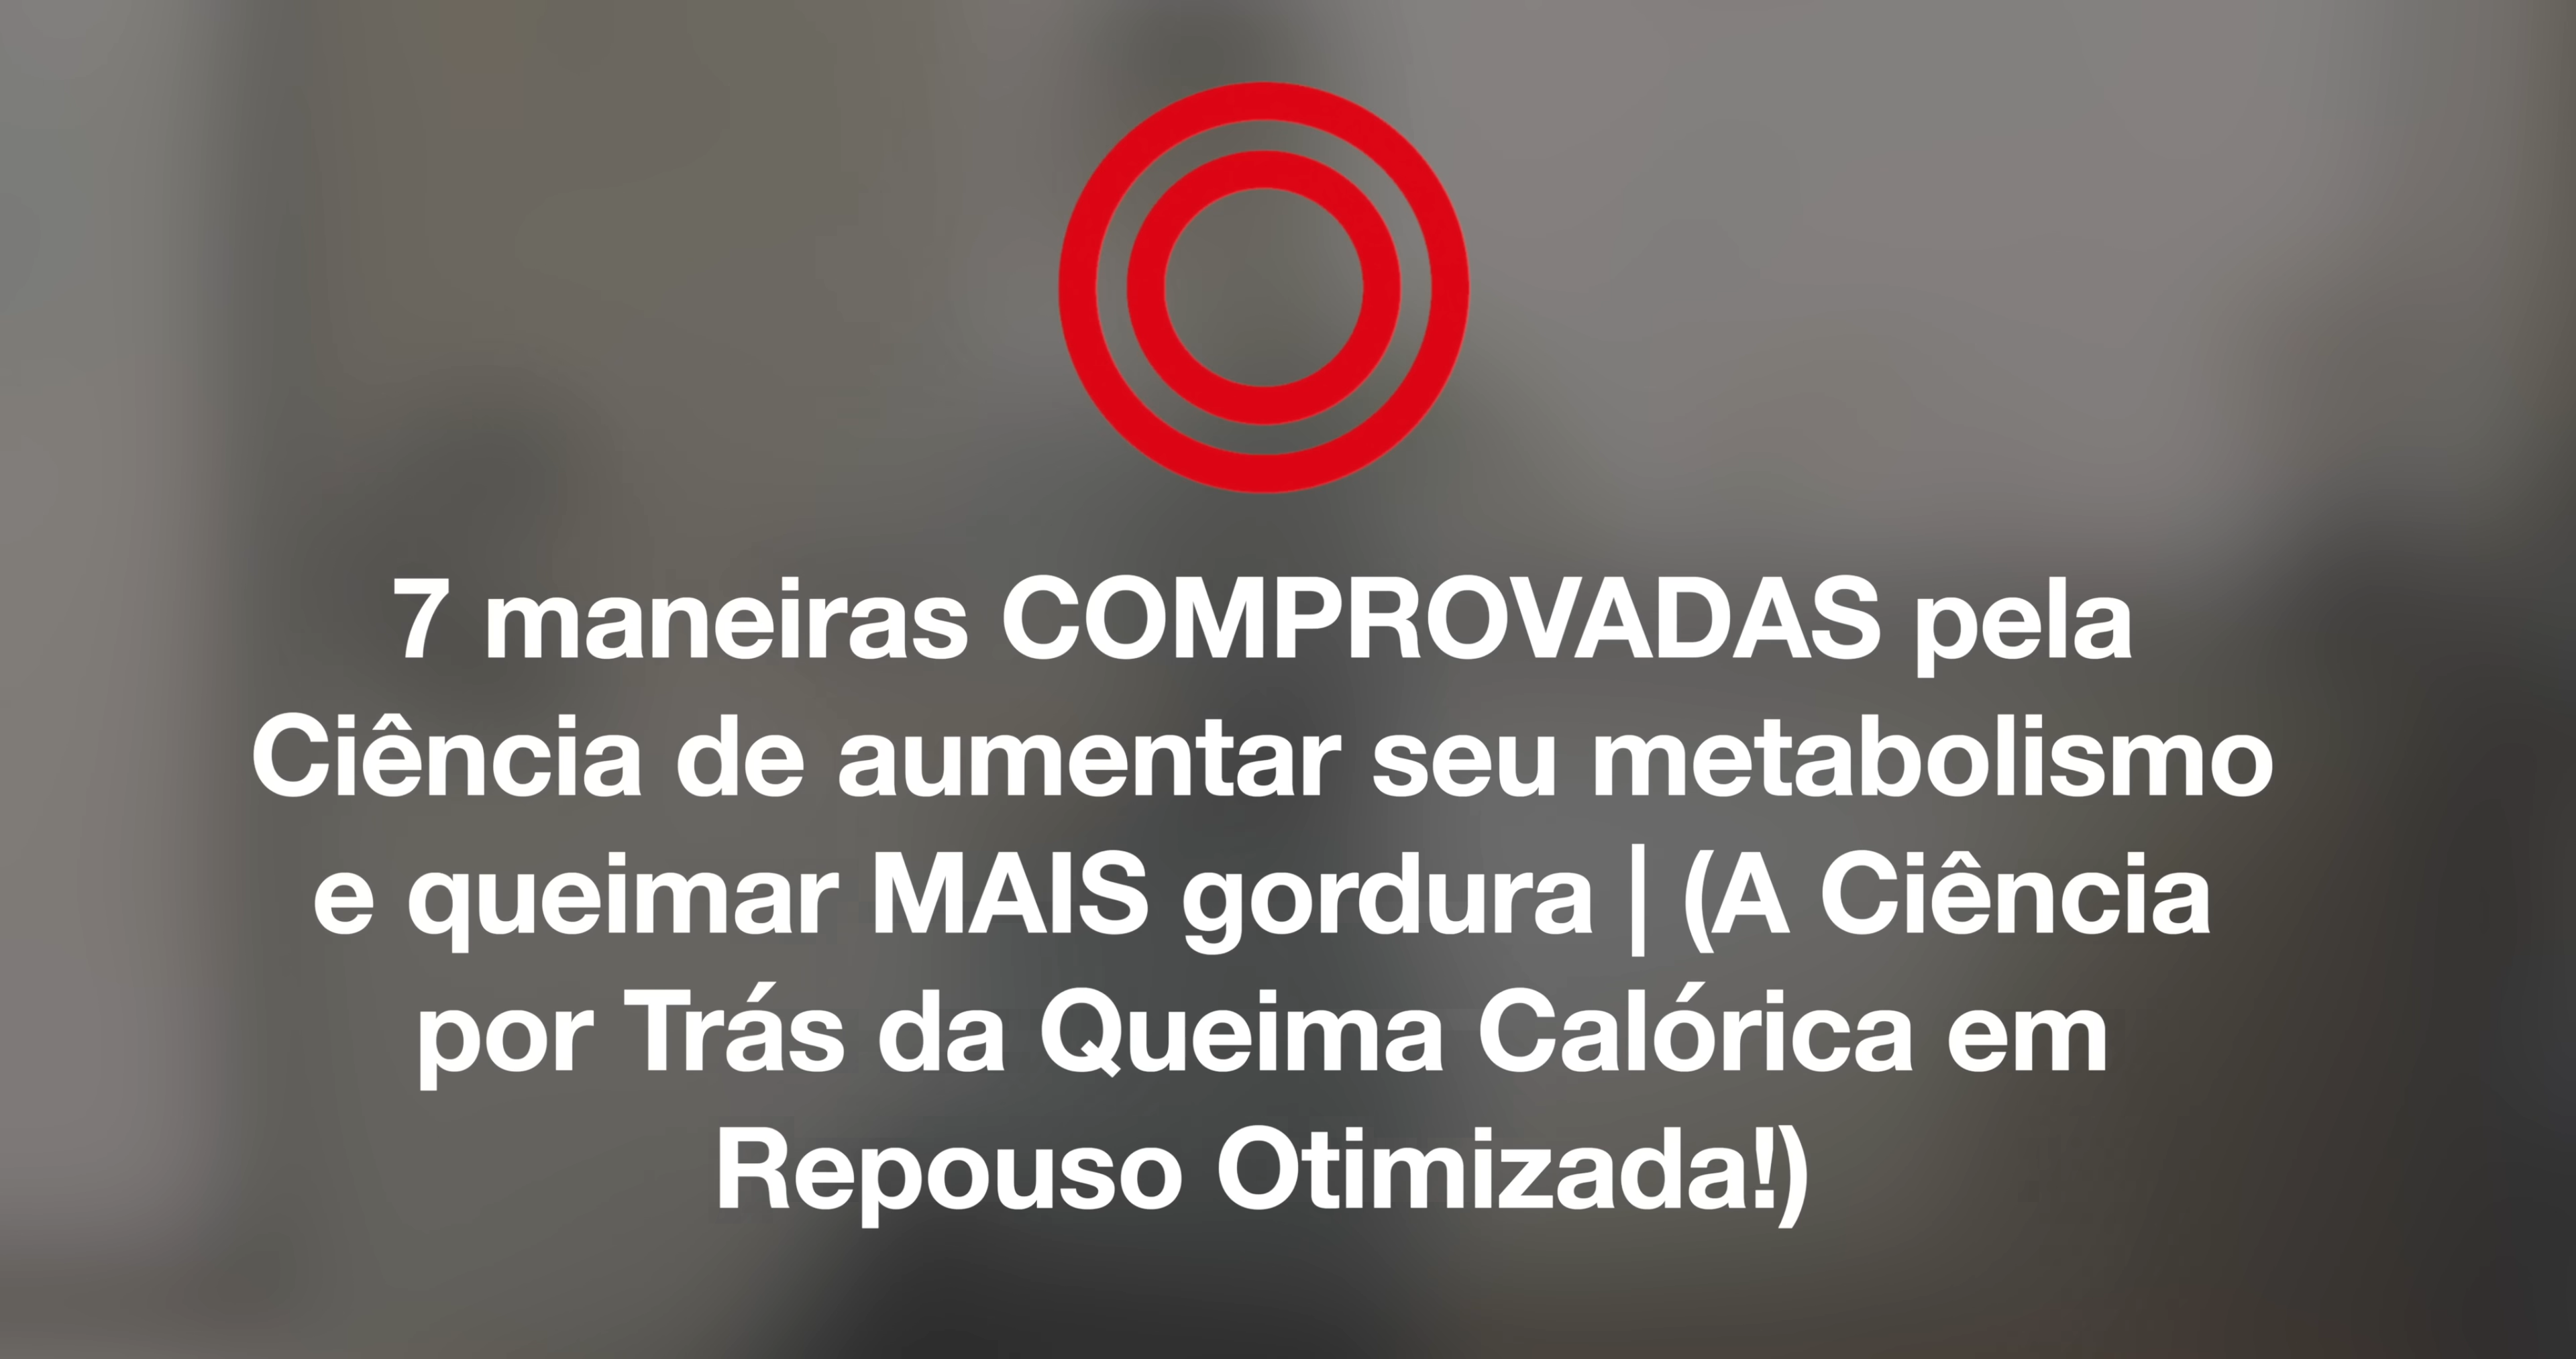 7 maneiras COMPROVADAS pela
Ciência de aumentar seu metabolismo
e queimar MAIS gordura | (A Ciência
por Trás da Queima Calórica em
Repouso Otimizada!)